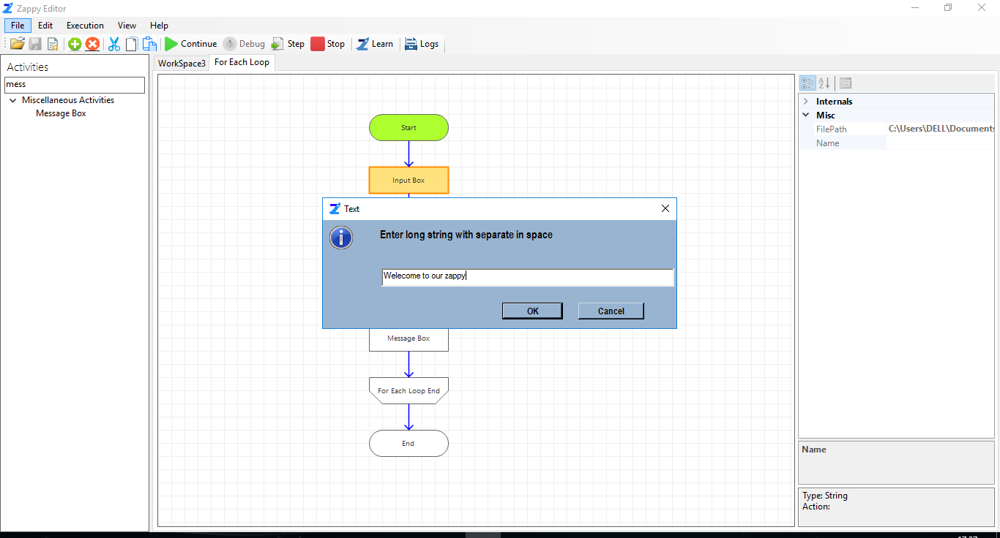 Zappy Editor
File Edit Execution View Help
Continue Debug Step Stop Learn Logs
Activities
mess
Miscellaneous Activities
Message Box
WorkSpace3 For Each Loop
Start
Input Box
Text
Enter long string with separate in space
Welecome to our zappy
OK Cancel
Message Box
For Each Loop End
End
Internals
Misc
FilePath C:\Users\DELL\Documents
Name
Name
Type: String
Action: